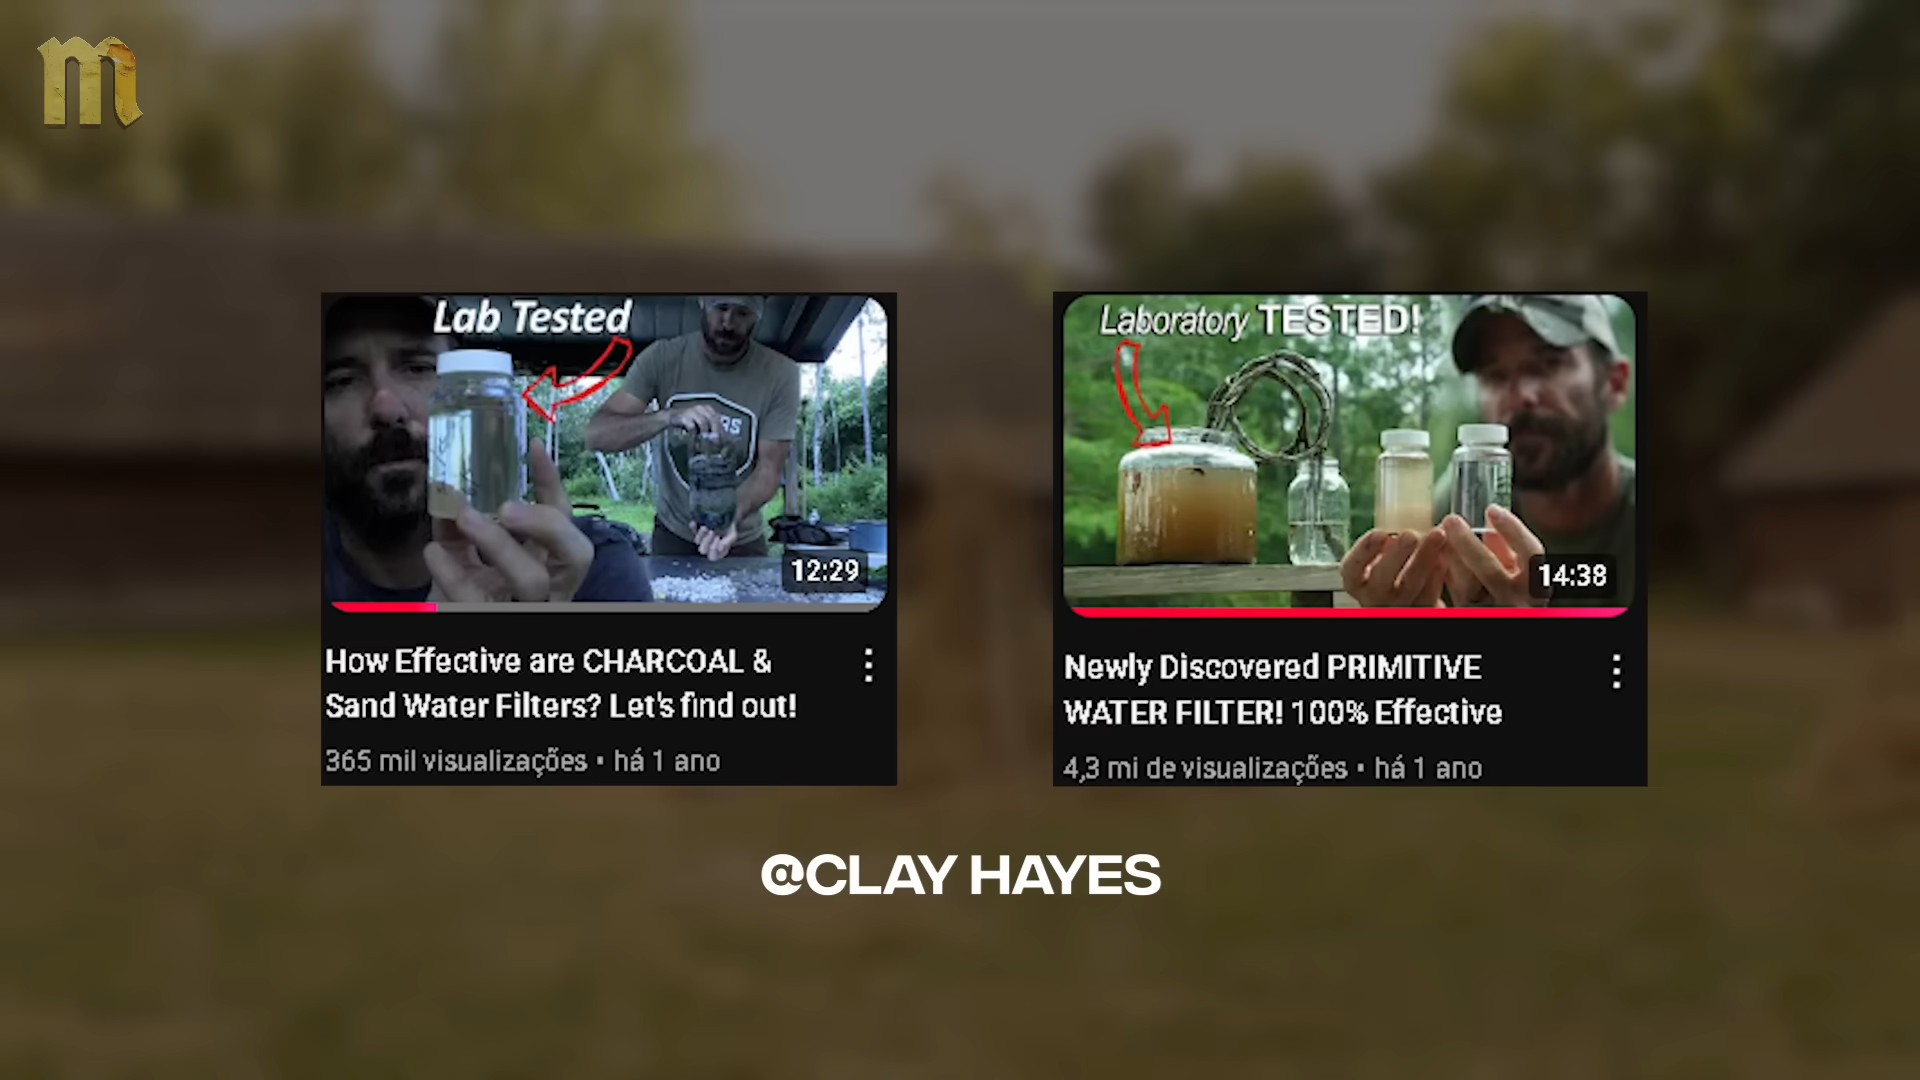 m
Lab Tested
12:29
How Effective are CHARCOAL &
Sand Water Filters? Let's find out!
365 mil visualizações • há 1 ano
Laboratory TESTED!
14:38
Newly Discovered PRIMITIVE
WATER FILTER! 100% Effective
4,3 mi de visualizações • há 1 ano
@CLAY HAYES